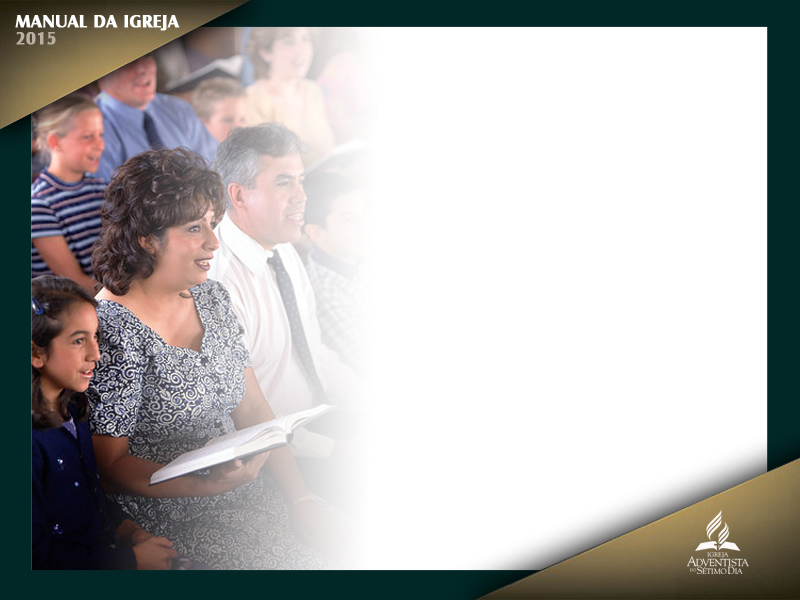 MANUAL DA IGREJA
2015
IGREJA
ADVENTISTA
DO SÉTIMO DIA